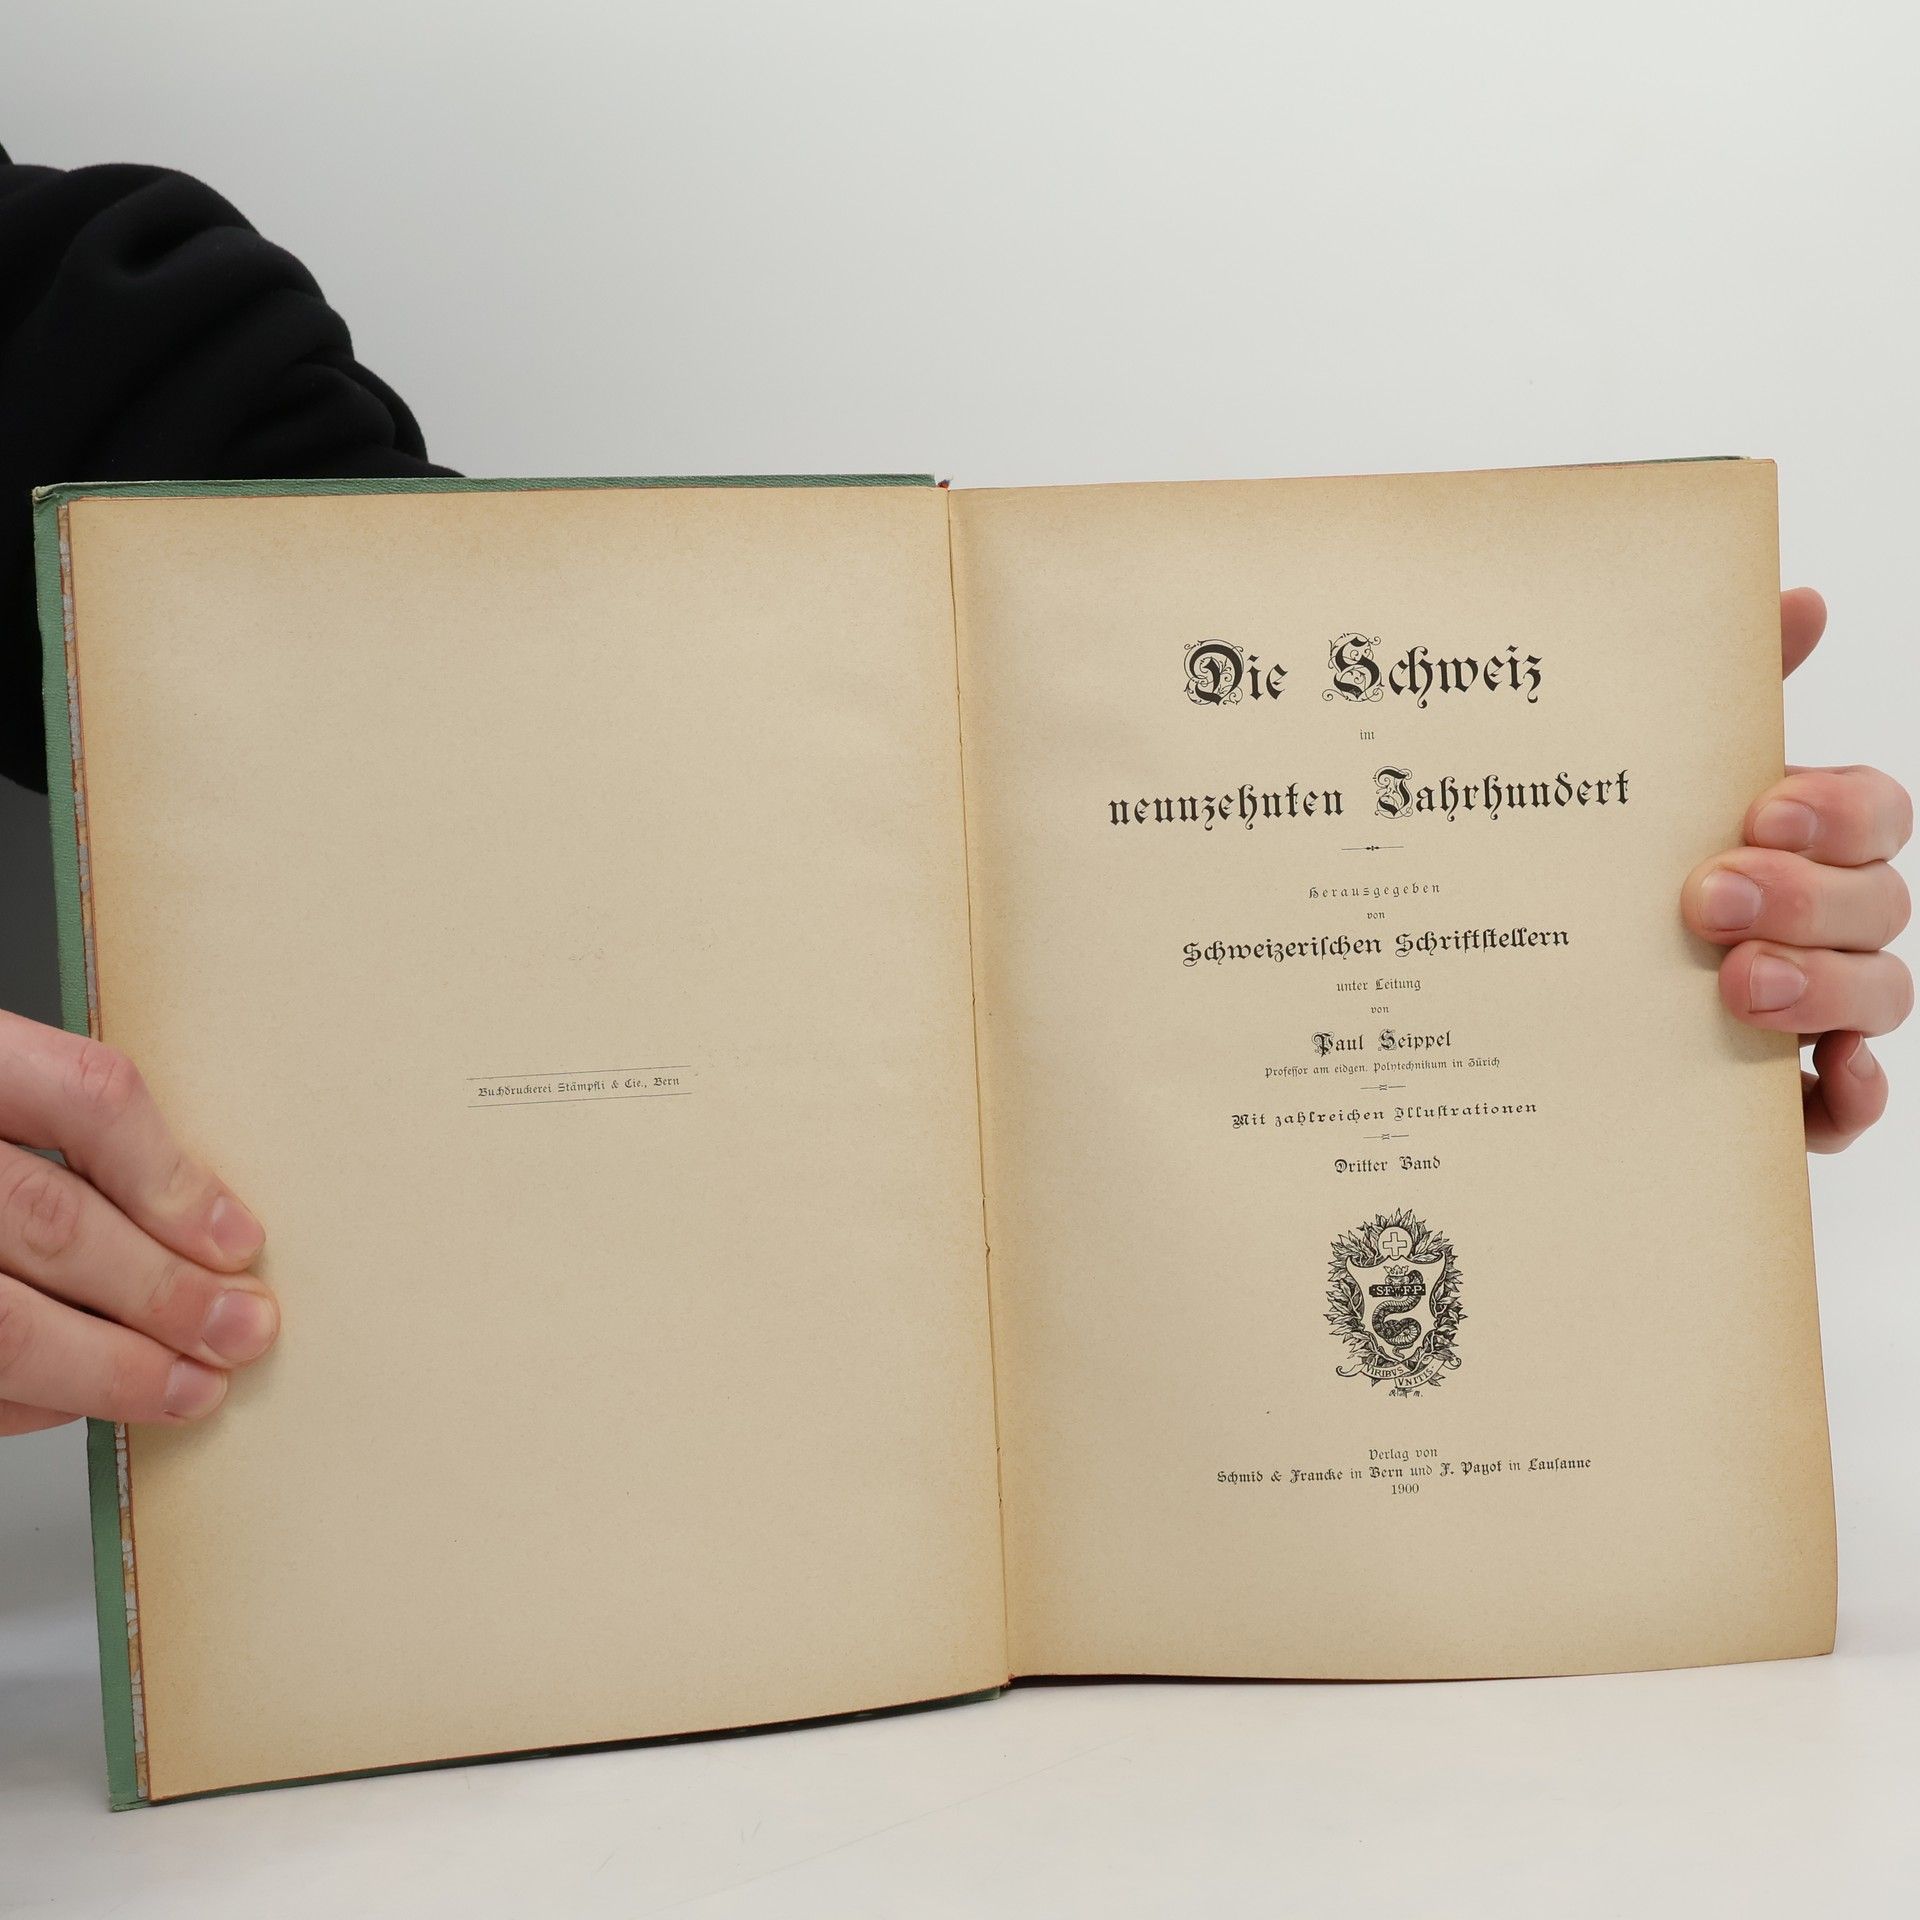 Buchdruckerei Stämpfli & Cie., Bern
Die Schweiz
im
neunzehnten Jahrhundert
Herausgegeben
von
Schweizeriſchen Schriftſtellern
unter Leitung
von
Paul Seippel
Profeſſor am eidgen. Polytechnikum in Zürich
Mit zahlreichen Illuſtrationen
Dritter Band
S.F. F.P.
VIRIBVS
VNITIS
Verlag von
Schmid & Francke in Bern und F. Payot in Lauſanne
1900